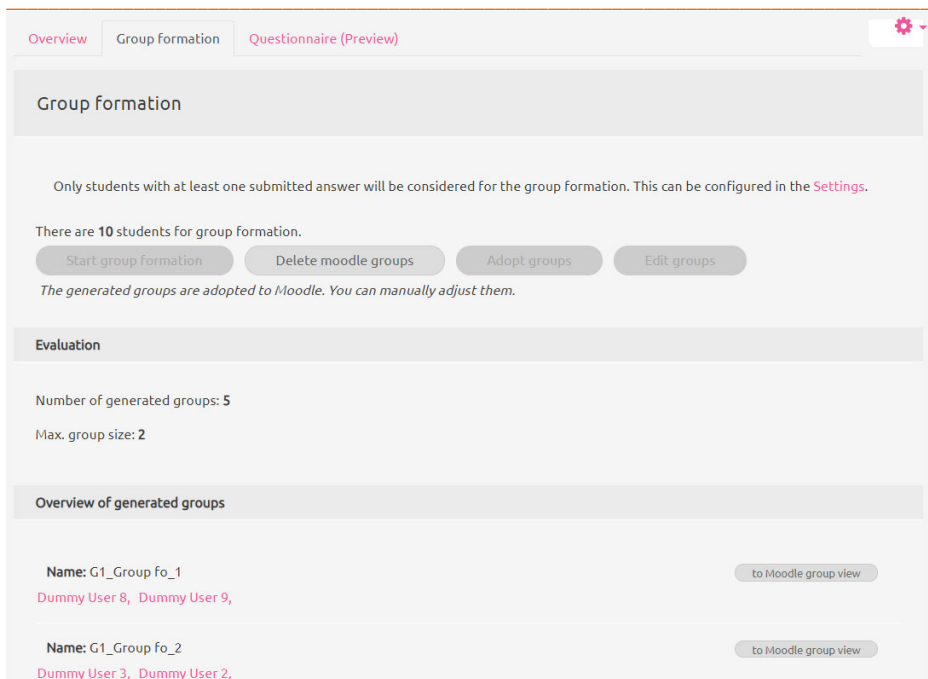 Overview Group formation Questionnaire (Preview)
Group formation
Only students with at least one submitted answer will be considered for the group formation. This can be configured in the Settings.
There are 10 students for group formation.
Start group formation Delete moodle groups Adopt groups Edit groups
The generated groups are adopted to Moodle. You can manually adjust them.
Evaluation
Number of generated groups: 5
Max. group size: 2
Overview of generated groups
Name: G1_Group fo_1 to Moodle group view
Dummy User 8, Dummy User 9,
Name: G1_Group fo_2 to Moodle group view
Dummy User 3, Dummy User 2,